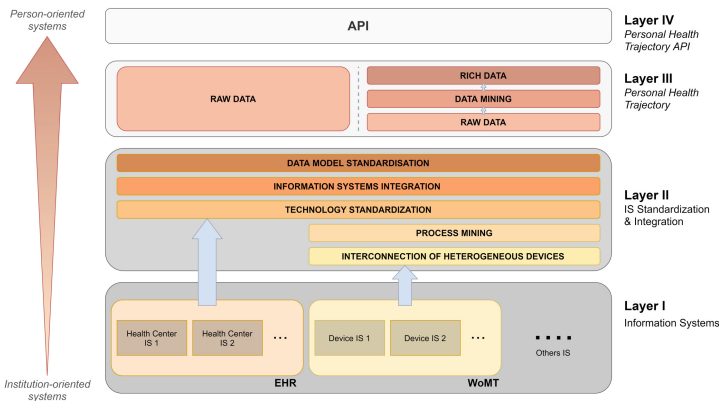 Person-oriented
systems
API
Layer IV
Personal Health
Trajectory API
RAW DATA
RICH DATA
DATA MINING
RAW DATA
Layer III
Personal Health
Trajectory
DATA MODEL STANDARDISATION
INFORMATION SYSTEMS INTEGRATION
TECHNOLOGY STANDARDIZATION
PROCESS MINING
INTERCONNECTION OF HETEROGENEOUS DEVICES
Layer II
IS Standardization
& Integration
Health Center
IS 1
Health Center
IS 2
...
EHR
Device IS 1
Device IS 2
...
WoMT
....
Others IS
Layer I
Information Systems
Institution-oriented
systems